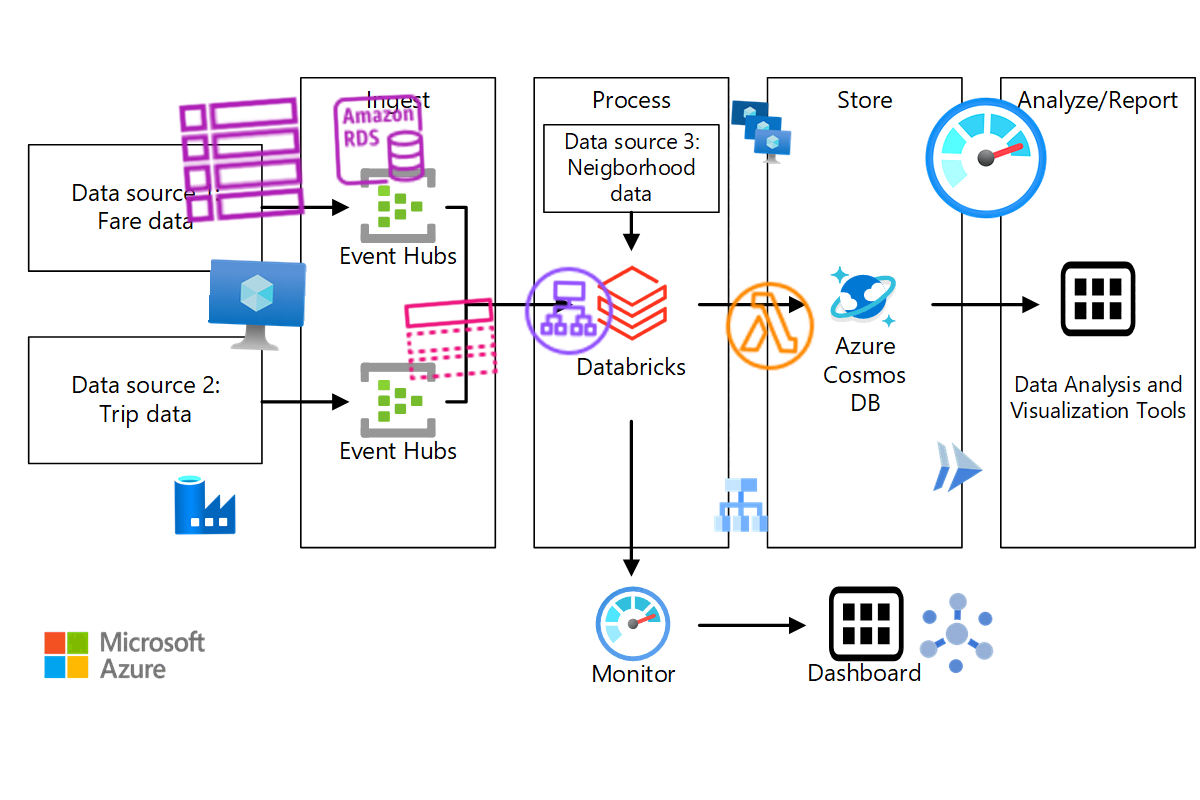 Ingest
Process
Store
Analyze/Report
Amazon
RDS
Data source 3:
Neigborhood
data
Data source
Fare data
Event Hubs
Data source 2:
Trip data
Event Hubs
Databricks
Azure
Cosmos
DB
Data Analysis and
Visualization Tools
Microsoft
Azure
Monitor
Dashboard